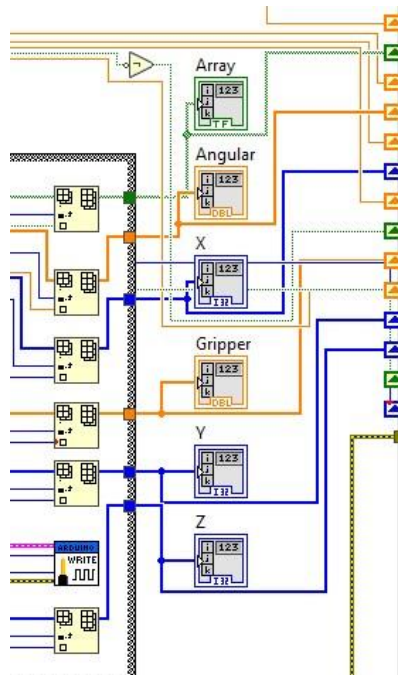 Array
i 123
j
k TF
Angular
i 123
j
k DBL
X
i 123
j
k I32
Gripper
i 123
j
k DBL
Y
i 123
j
k I32
Z
i 123
j
k I32
ARDUINO
WRITE